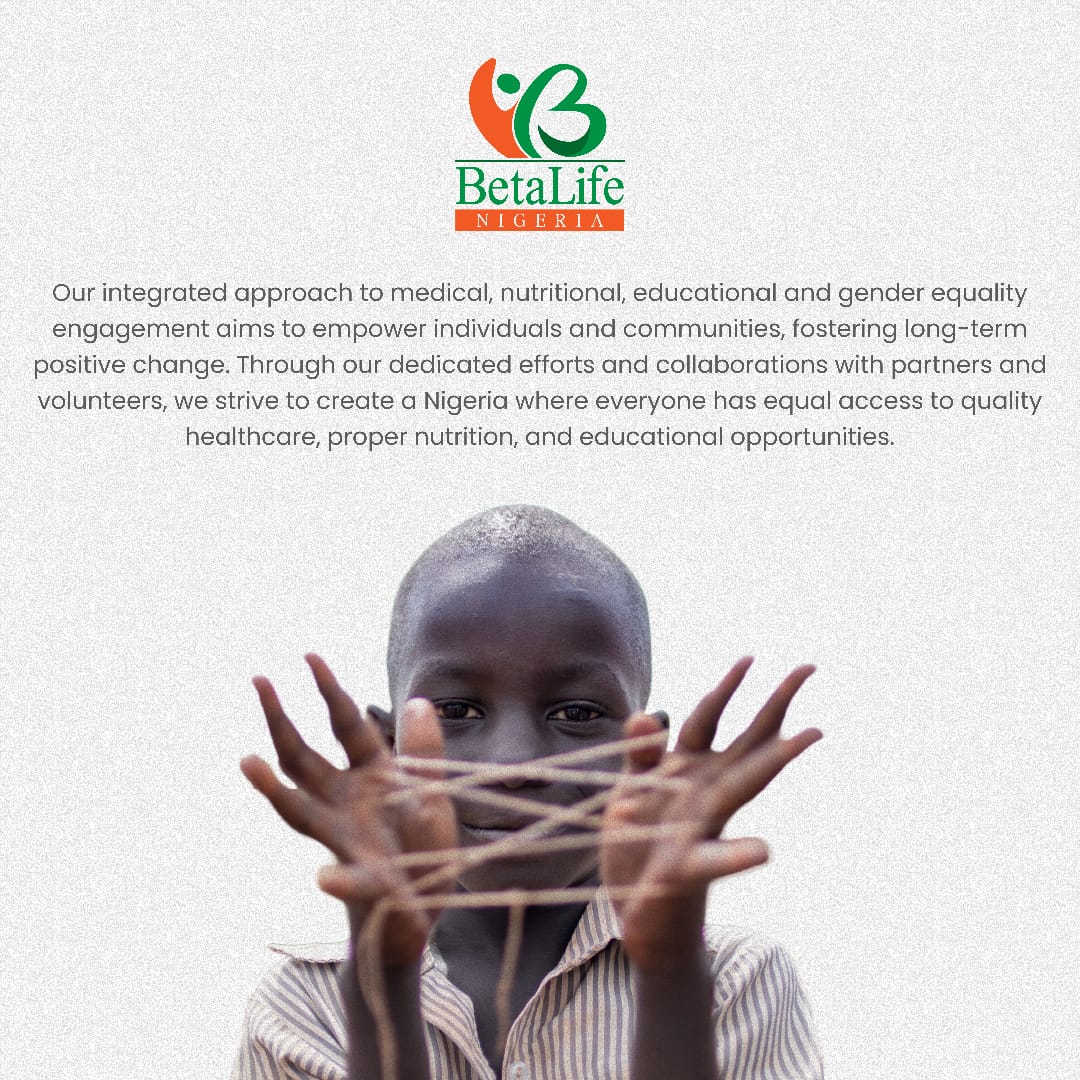 BetaLife
NIGERIA
Our integrated approach to medical, nutritional, educational and gender equality
engagement aims to empower individuals and communities, fostering long-term
positive change. Through our dedicated efforts and collaborations with partners and
volunteers, we strive to create a Nigeria where everyone has equal access to quality
healthcare, proper nutrition, and educational opportunities.